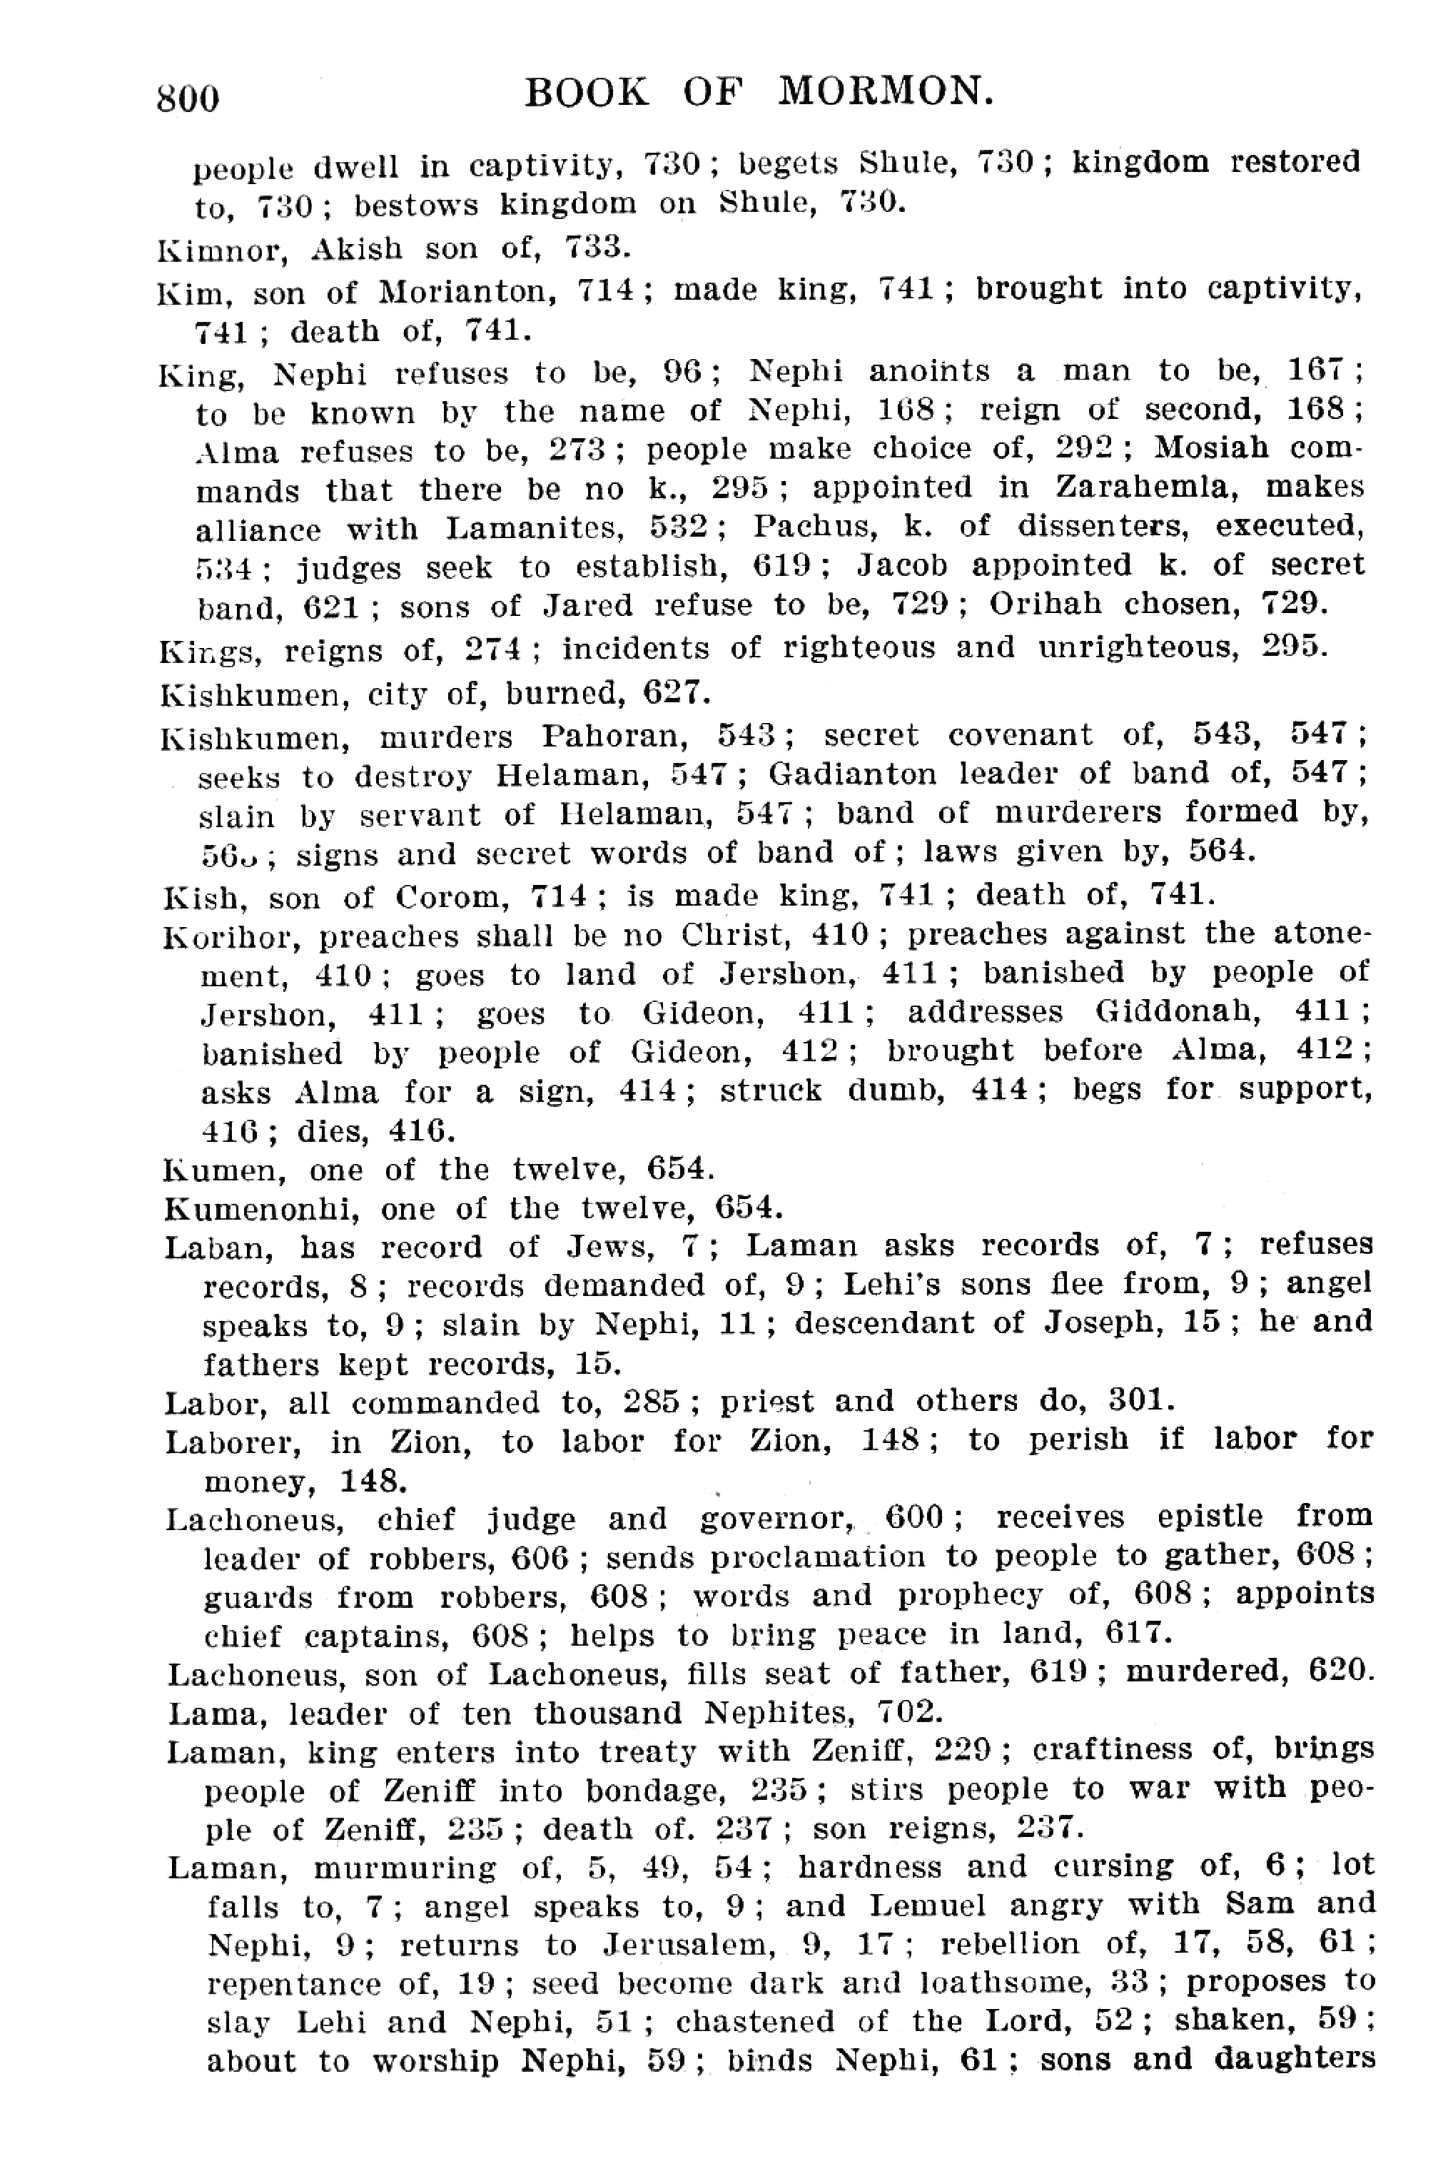 800 BOOK OF MORMON.
people dwell in captivity, 730; begets Shule, 730; kingdom restored
to, 730; bestows kingdom on Shule, 730.
Kimnor, Akish son of, 733.
Kim, son of Morianton, 714; made king, 741; brought into captivity,
741; death of, 741.
King, Nephi refuses to be, 96; Nephi anoints a man to be, 167;
to be known by the name of Nephi, 168; reign of second, 168;
Alma refuses to be, 273; people make choice of, 292; Mosiah com-
mands that there be no k., 295; appointed in Zarahemla, makes
alliance with Lamanites, 532; Pachus, k. of dissenters, executed,
534; judges seek to establish, 619; Jacob appointed k. of secret
band, 621; sons of Jared refuse to be, 729; Orihah chosen, 729.
Kings, reigns of, 274; incidents of righteous and unrighteous, 295.
Kishkumen, city of, burned, 627.
Kishkumen, murders Pahoran, 543; secret covenant of, 543, 547;
seeks to destroy Helaman, 547; Gadianton leader of band of, 547;
slain by servant of Helaman, 547; band of murderers formed by,
signs and secret words of band of; laws given by, 564.
Kish, son of Corom, 714; is made king, 741; death of, 741.
Korihor, preaches shall be no Christ, 410; preaches against the atone-
ment, 410; goes to land of Jershon, 411; banished by people of
Jershon, 411; goes to Gideon, 411; addresses Giddonah, 411;
banished by people of Gideon, 412; brought before Alma, 412;
asks Alma for a sign, 414; struck dumb, 414; begs for support,
416; dies, 416.
Kumen, one of the twelve, 654.
Kumenonhi, one of the twelve, 654.
Laban, has record of Jews, 7; Laman asks records of, 7; refuses
records, 8; records demanded of, 9; Lehi's sons flee from, 9; angel
speaks to, 9; slain by Nephi, 11; descendant of Joseph, 15; he and
fathers kept records, 15.
Labor, all commanded to, 285; priest and others do, 301.
Laborer, in Zion, to labor for Zion, 148; to perish if labor for
money, 148.
Lachoneus, chief judge and governor, 600; receives epistle from
leader of robbers, 606; sends proclamation to people to gather, 608;
guards from robbers, 608; words and prophecy of, 608; appoints
chief captains, 608; helps to bring peace in land, 617.
Lachoneus, son of Lachoneus, fills seat of father, 619; murdered, 620.
Lama, leader of ten thousand Nephites, 702.
Laman, king enters into treaty with Zeniff, 229; craftiness of, brings
people of Zeniff into bondage, 235; stirs people to war with peo-
ple of Zeniff, 235; death of. 237; son reigns, 237.
Laman, murmuring of, 5, 49, 54; hardness and cursing of, 6; lot
falls to, 7; angel speaks to, 9; and Lemuel angry with Sam and
Nephi, 9; returns to Jerusalem, 9, 17; rebellion of, 17, 58, 61;
repentance of, 19; seed become dark and loathsome, 33; proposes to
slay Lehi and Nephi, 51; chastened of the Lord, 52; shaken, 59;
about to worship Nephi, 59; binds Nephi, 61; sons and daughters